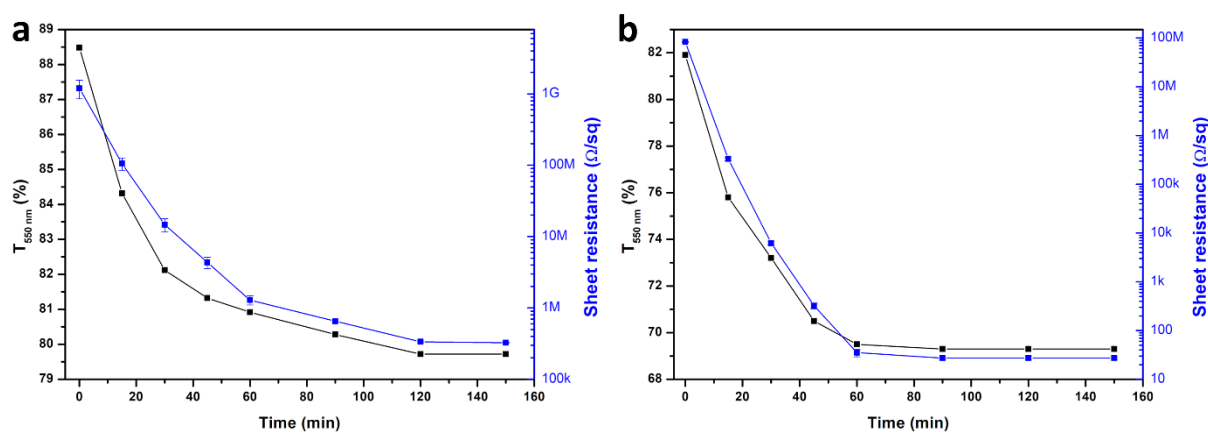 a
89
88
87
86
85
84
83
82
81
80
79
T550 nm (%)
1G
100M
10M
1M
100k
Sheet resistance (Ω/sq)
0 20 40 60 80 100 120 140 160
Time (min)
b
82
80
78
76
74
72
70
68
T550 nm (%)
100M
10M
1M
100k
10k
1k
100
10
Sheet resistance (Ω/sq)
0 20 40 60 80 100 120 140 160
Time (min)